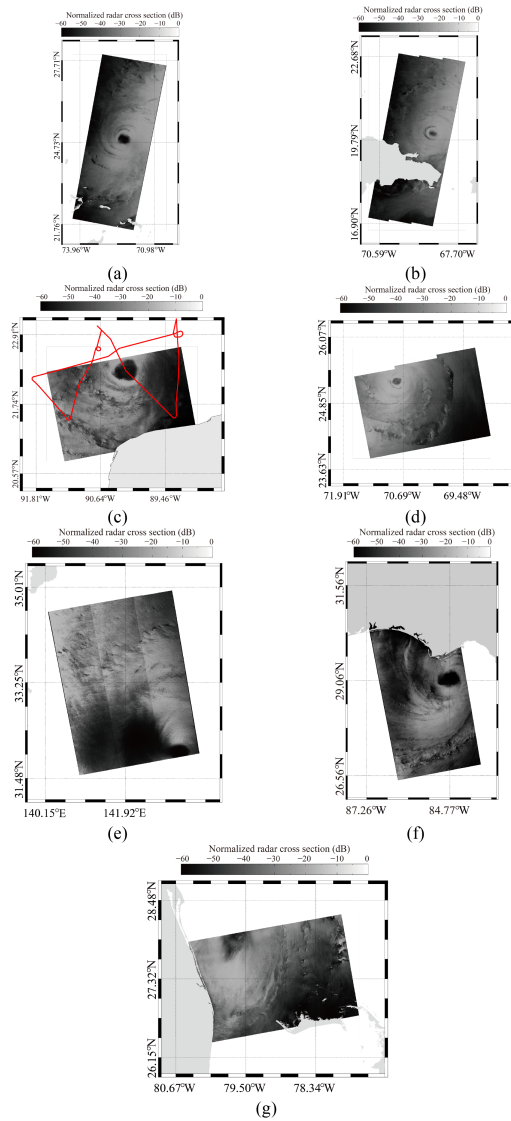 Normalized radar cross section (dB)
−60 −50 −40 −30 −20 −10 0
27.71°N
24.73°N
21.76°N
73.96°W 70.98°W
(a)
Normalized radar cross section (dB)
−60 −50 −40 −30 −20 −10 0
22.68°N
19.79°N
16.90°N
70.59°W 67.70°W
(b)
Normalized radar cross section (dB)
−60 −50 −40 −30 −20 −10 0
22.91°N
21.74°N
20.57°N
91.81°W 90.64°W 89.46°W
(c)
Normalized radar cross section (dB)
−60 −50 −40 −30 −20 −10 0
26.07°N
24.85°N
23.63°N
71.91°W 70.69°W 69.48°W
(d)
Normalized radar cross section (dB)
−60 −50 −40 −30 −20 −10 0
35.01°N
33.25°N
31.48°N
140.15°E 141.92°E
(e)
Normalized radar cross section (dB)
−60 −50 −40 −30 −20 −10 0
31.56°N
29.06°N
26.56°N
87.26°W 84.77°W
(f)
Normalized radar cross section (dB)
−60 −50 −40 −30 −20 −10 0
28.48°N
27.32°N
26.15°N
80.67°W 79.50°W 78.34°W
(g)